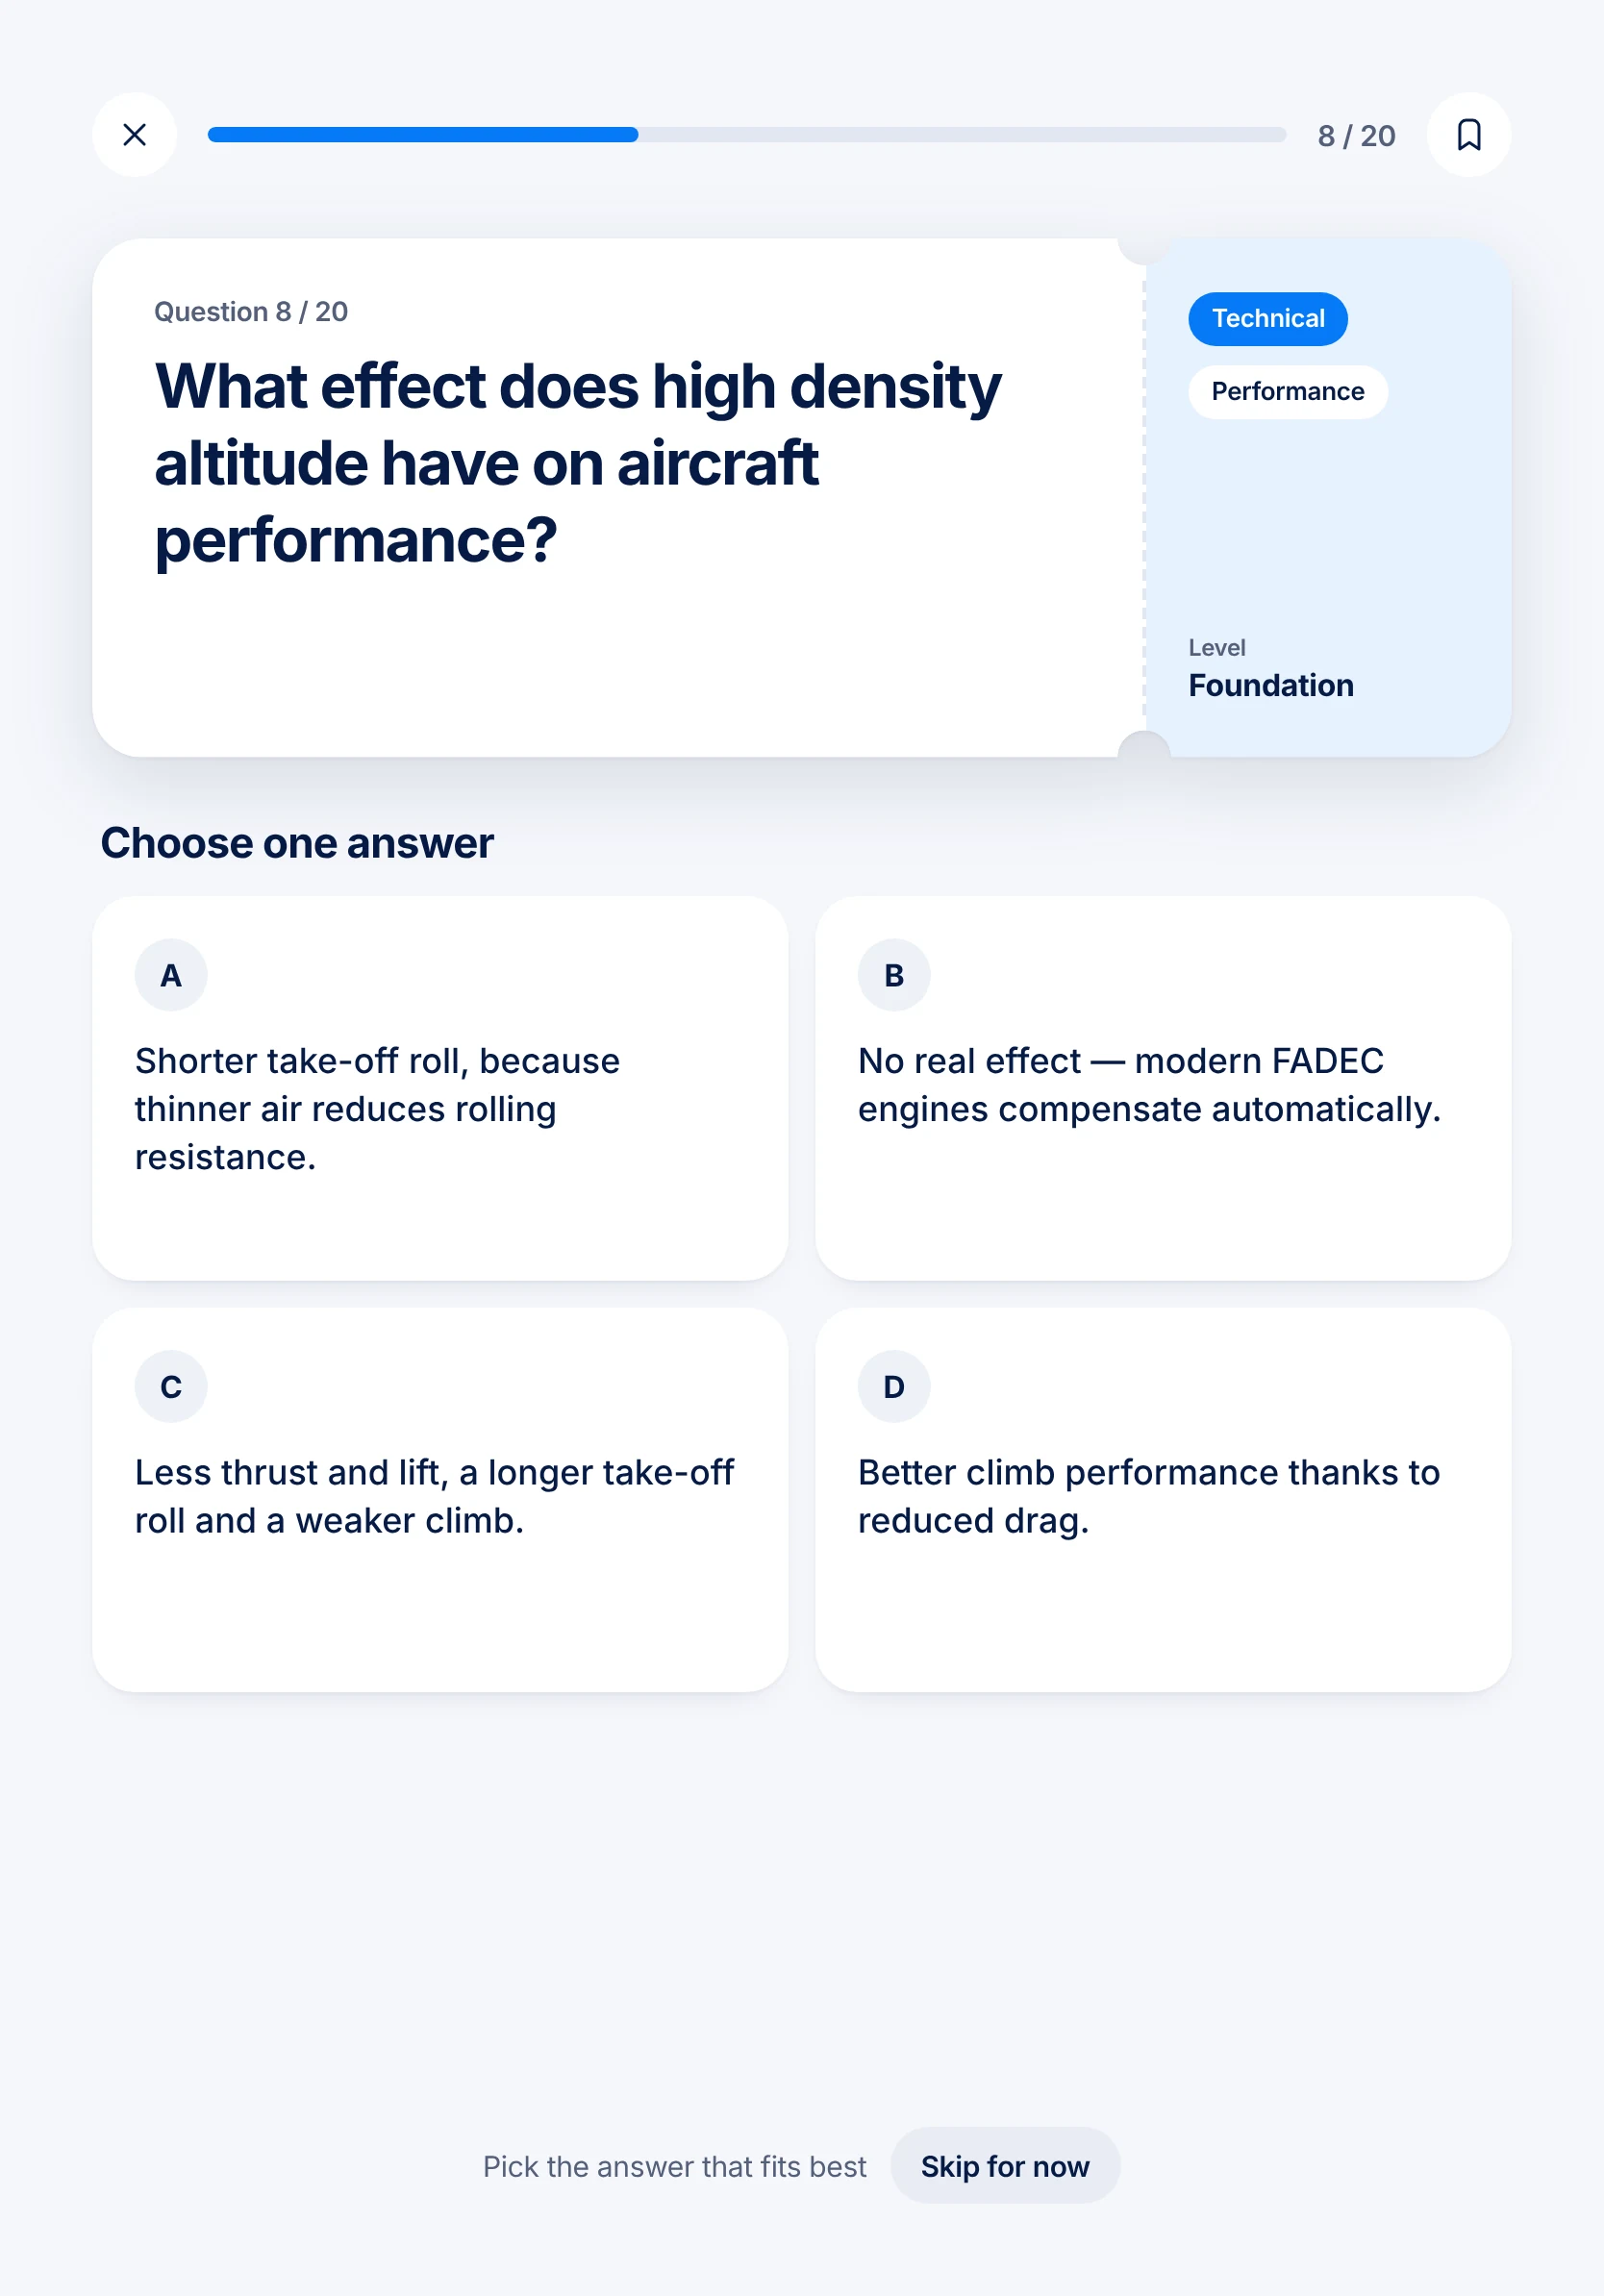 8 / 20
Question 8 / 20
What effect does high density
altitude have on aircraft
performance?
Technical
Performance
Level
Foundation
Choose one answer
A
Shorter take-off roll, because
thinner air reduces rolling
resistance.
B
No real effect — modern FADEC
engines compensate automatically.
C
Less thrust and lift, a longer take-off
roll and a weaker climb.
D
Better climb performance thanks to
reduced drag.
Pick the answer that fits best
Skip for now